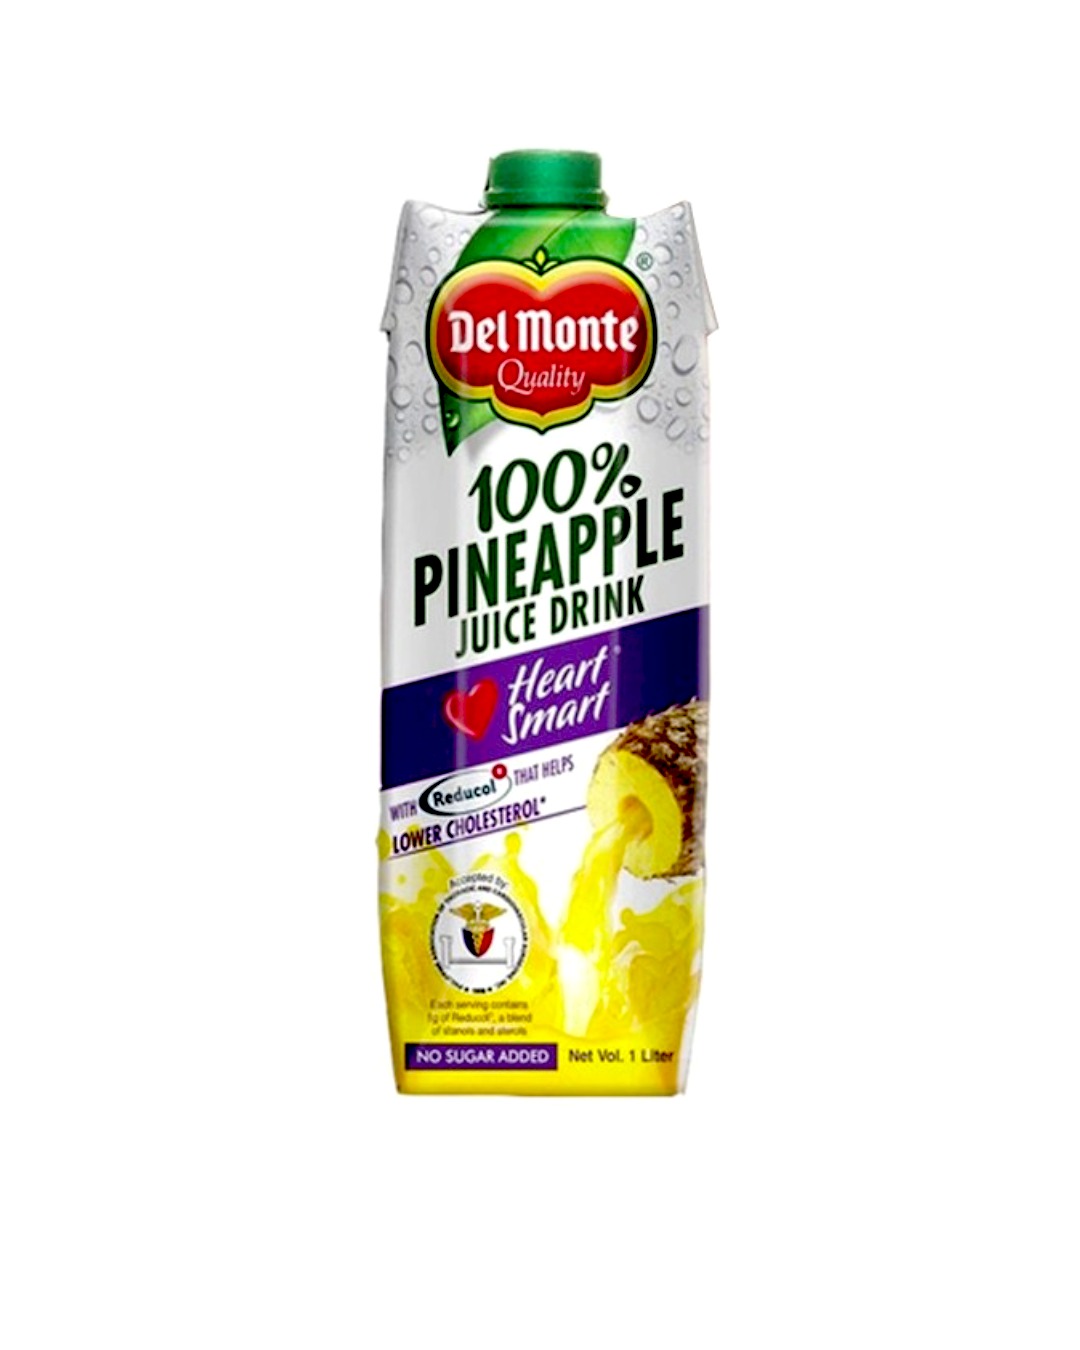 Del Monte
®
Quality
100%
PINEAPPLE
JUICE DRINK
Heart
Smart
WITH Reducol® THAT HELPS
LOWER CHOLESTEROL*
Accepted by
Each serving contains
1g of Reducol*, a blend
of stanols and sterols
NO SUGAR ADDED
Net Vol. 1 Liter